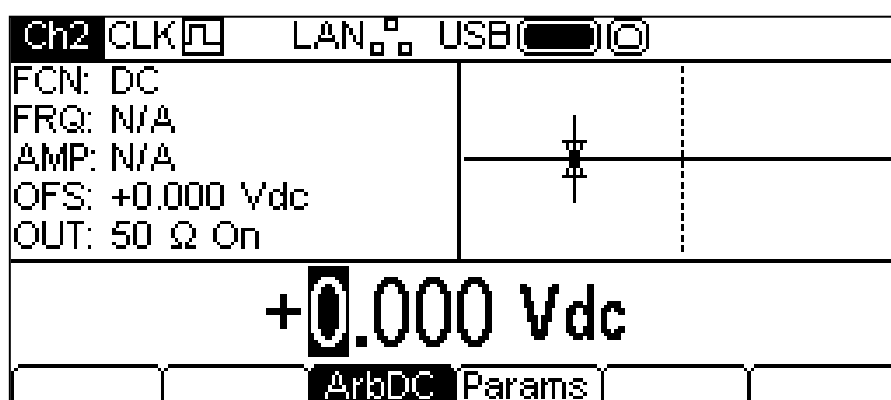 Ch2 CLK LAN USB
FCN: DC
FRQ: N/A
AMP: N/A
OFS: +0.000 Vdc
OUT: 50 Ω On
+0.000 Vdc
ArbDC Params